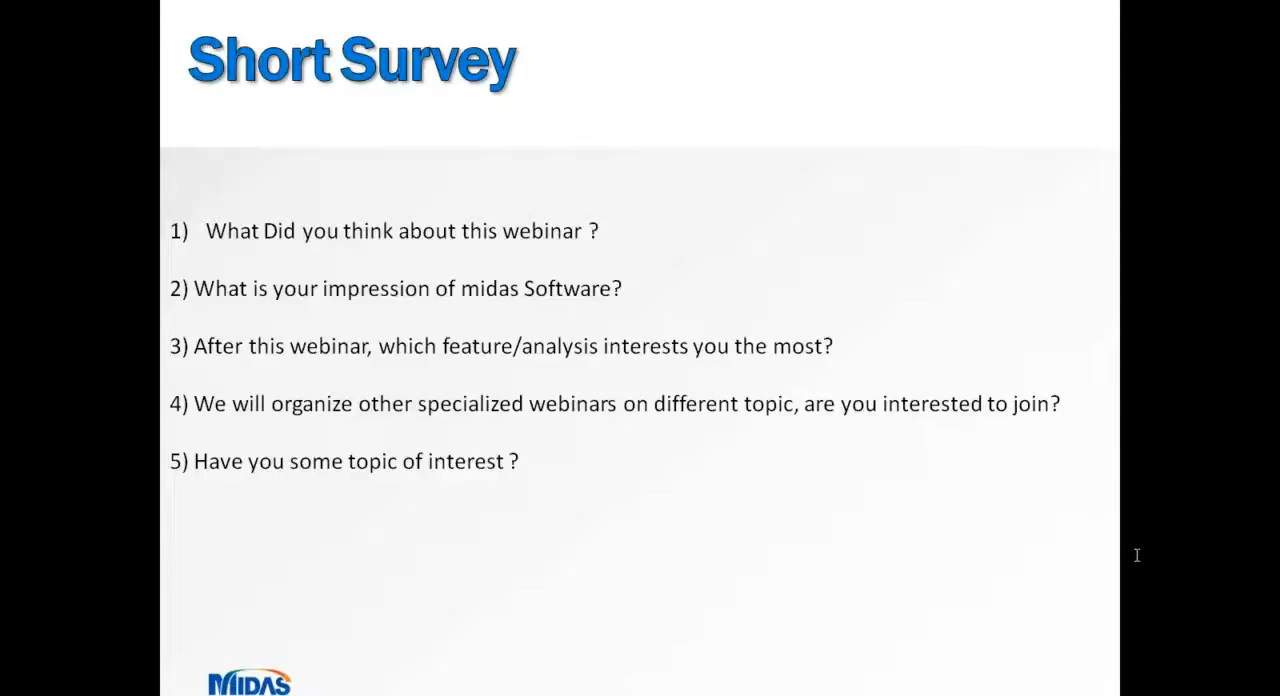 Short Survey
1) What Did you think about this webinar ?
2) What is your impression of midas Software?
3) After this webinar, which feature/analysis interests you the most?
4) We will organize other specialized webinars on different topic, are you interested to join?
5) Have you some topic of interest ?
MIDAS